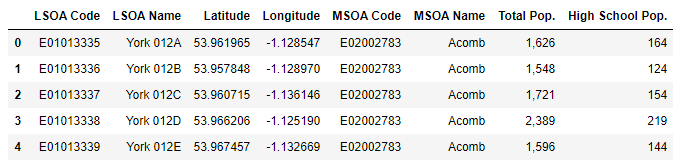 LSOA Code LSOA Name Latitude Longitude MSOA Code MSOA Name Total Pop. High School Pop.
0 E01013335 York 012A 53.961965 -1.128547 E02002783 Acomb 1,626 164
1 E01013336 York 012B 53.957848 -1.128970 E02002783 Acomb 1,548 124
2 E01013337 York 012C 53.960715 -1.136146 E02002783 Acomb 1,721 154
3 E01013338 York 012D 53.966206 -1.125190 E02002783 Acomb 2,389 219
4 E01013339 York 012E 53.967457 -1.132669 E02002783 Acomb 1,596 144